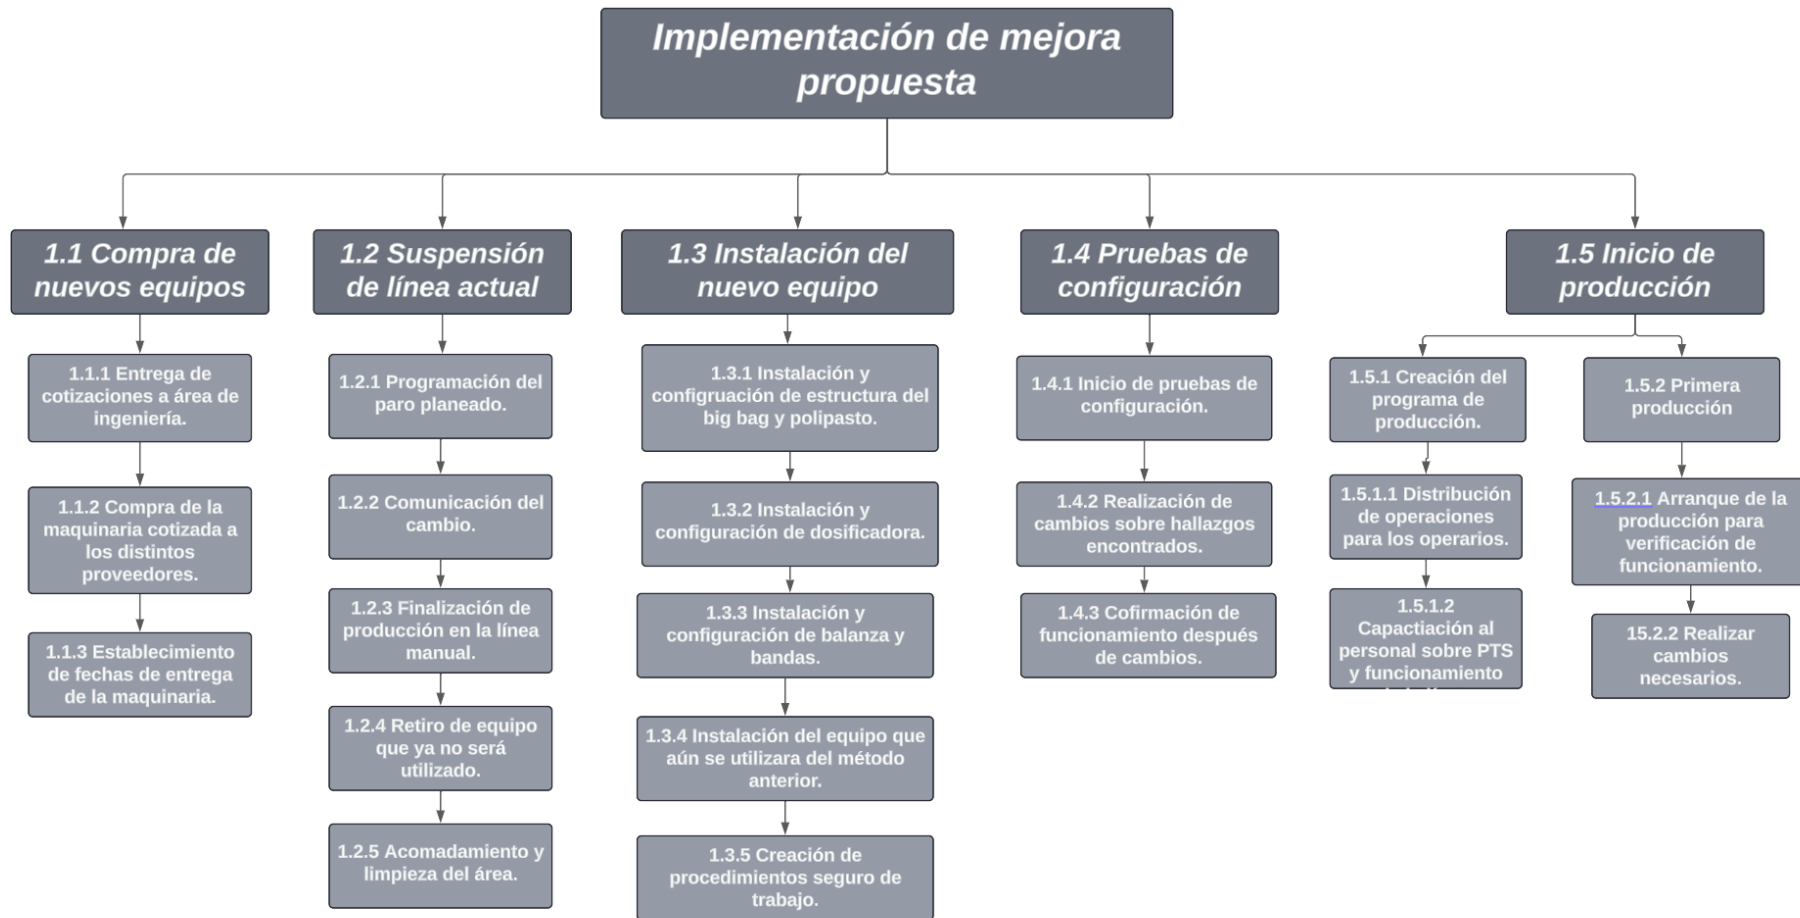 Implementación de mejora
propuesta
1.1 Compra de
nuevos equipos
1.1.1 Entrega de
cotizaciones a área de
ingeniería.
1.1.2 Compra de la
maquinaria cotizada a
los distintos
proveedores.
1.1.3 Establecimiento
de fechas de entrega
de la maquinaria.
1.2 Suspensión
de línea actual
1.2.1 Programación del
paro planeado.
1.2.2 Comunicación del
cambio.
1.2.3 Finalización de
producción en la línea
manual.
1.2.4 Retiro de equipo
que ya no será
utilizado.
1.2.5 Acomadamiento y
limpieza del área.
1.3 Instalación del
nuevo equipo
1.3.1 Instalación y
configruación de estructura del
big bag y polipasto.
1.3.2 Instalación y
configuración de dosificadora.
1.3.3 Instalación y
configuración de balanza y
bandas.
1.3.4 Instalación del equipo que
aún se utilizara del método
anterior.
1.3.5 Creación de
procedimientos seguro de
trabajo.
1.4 Pruebas de
configuración
1.4.1 Inicio de pruebas de
configuración.
1.4.2 Realización de
cambios sobre hallazgos
encontrados.
1.4.3 Cofirmación de
funcionamiento después
de cambios.
1.5 Inicio de
producción
1.5.1 Creación del
programa de
producción.
1.5.1.1 Distribución
de operaciones
para los operarios.
1.5.1.2
Capactiación al
personal sobre PTS
y funcionamiento
1.5.2 Primera
producción
1.5.2.1 Arranque de la
producción para
verificación de
funcionamiento.
15.2.2 Realizar
cambios
necesarios.